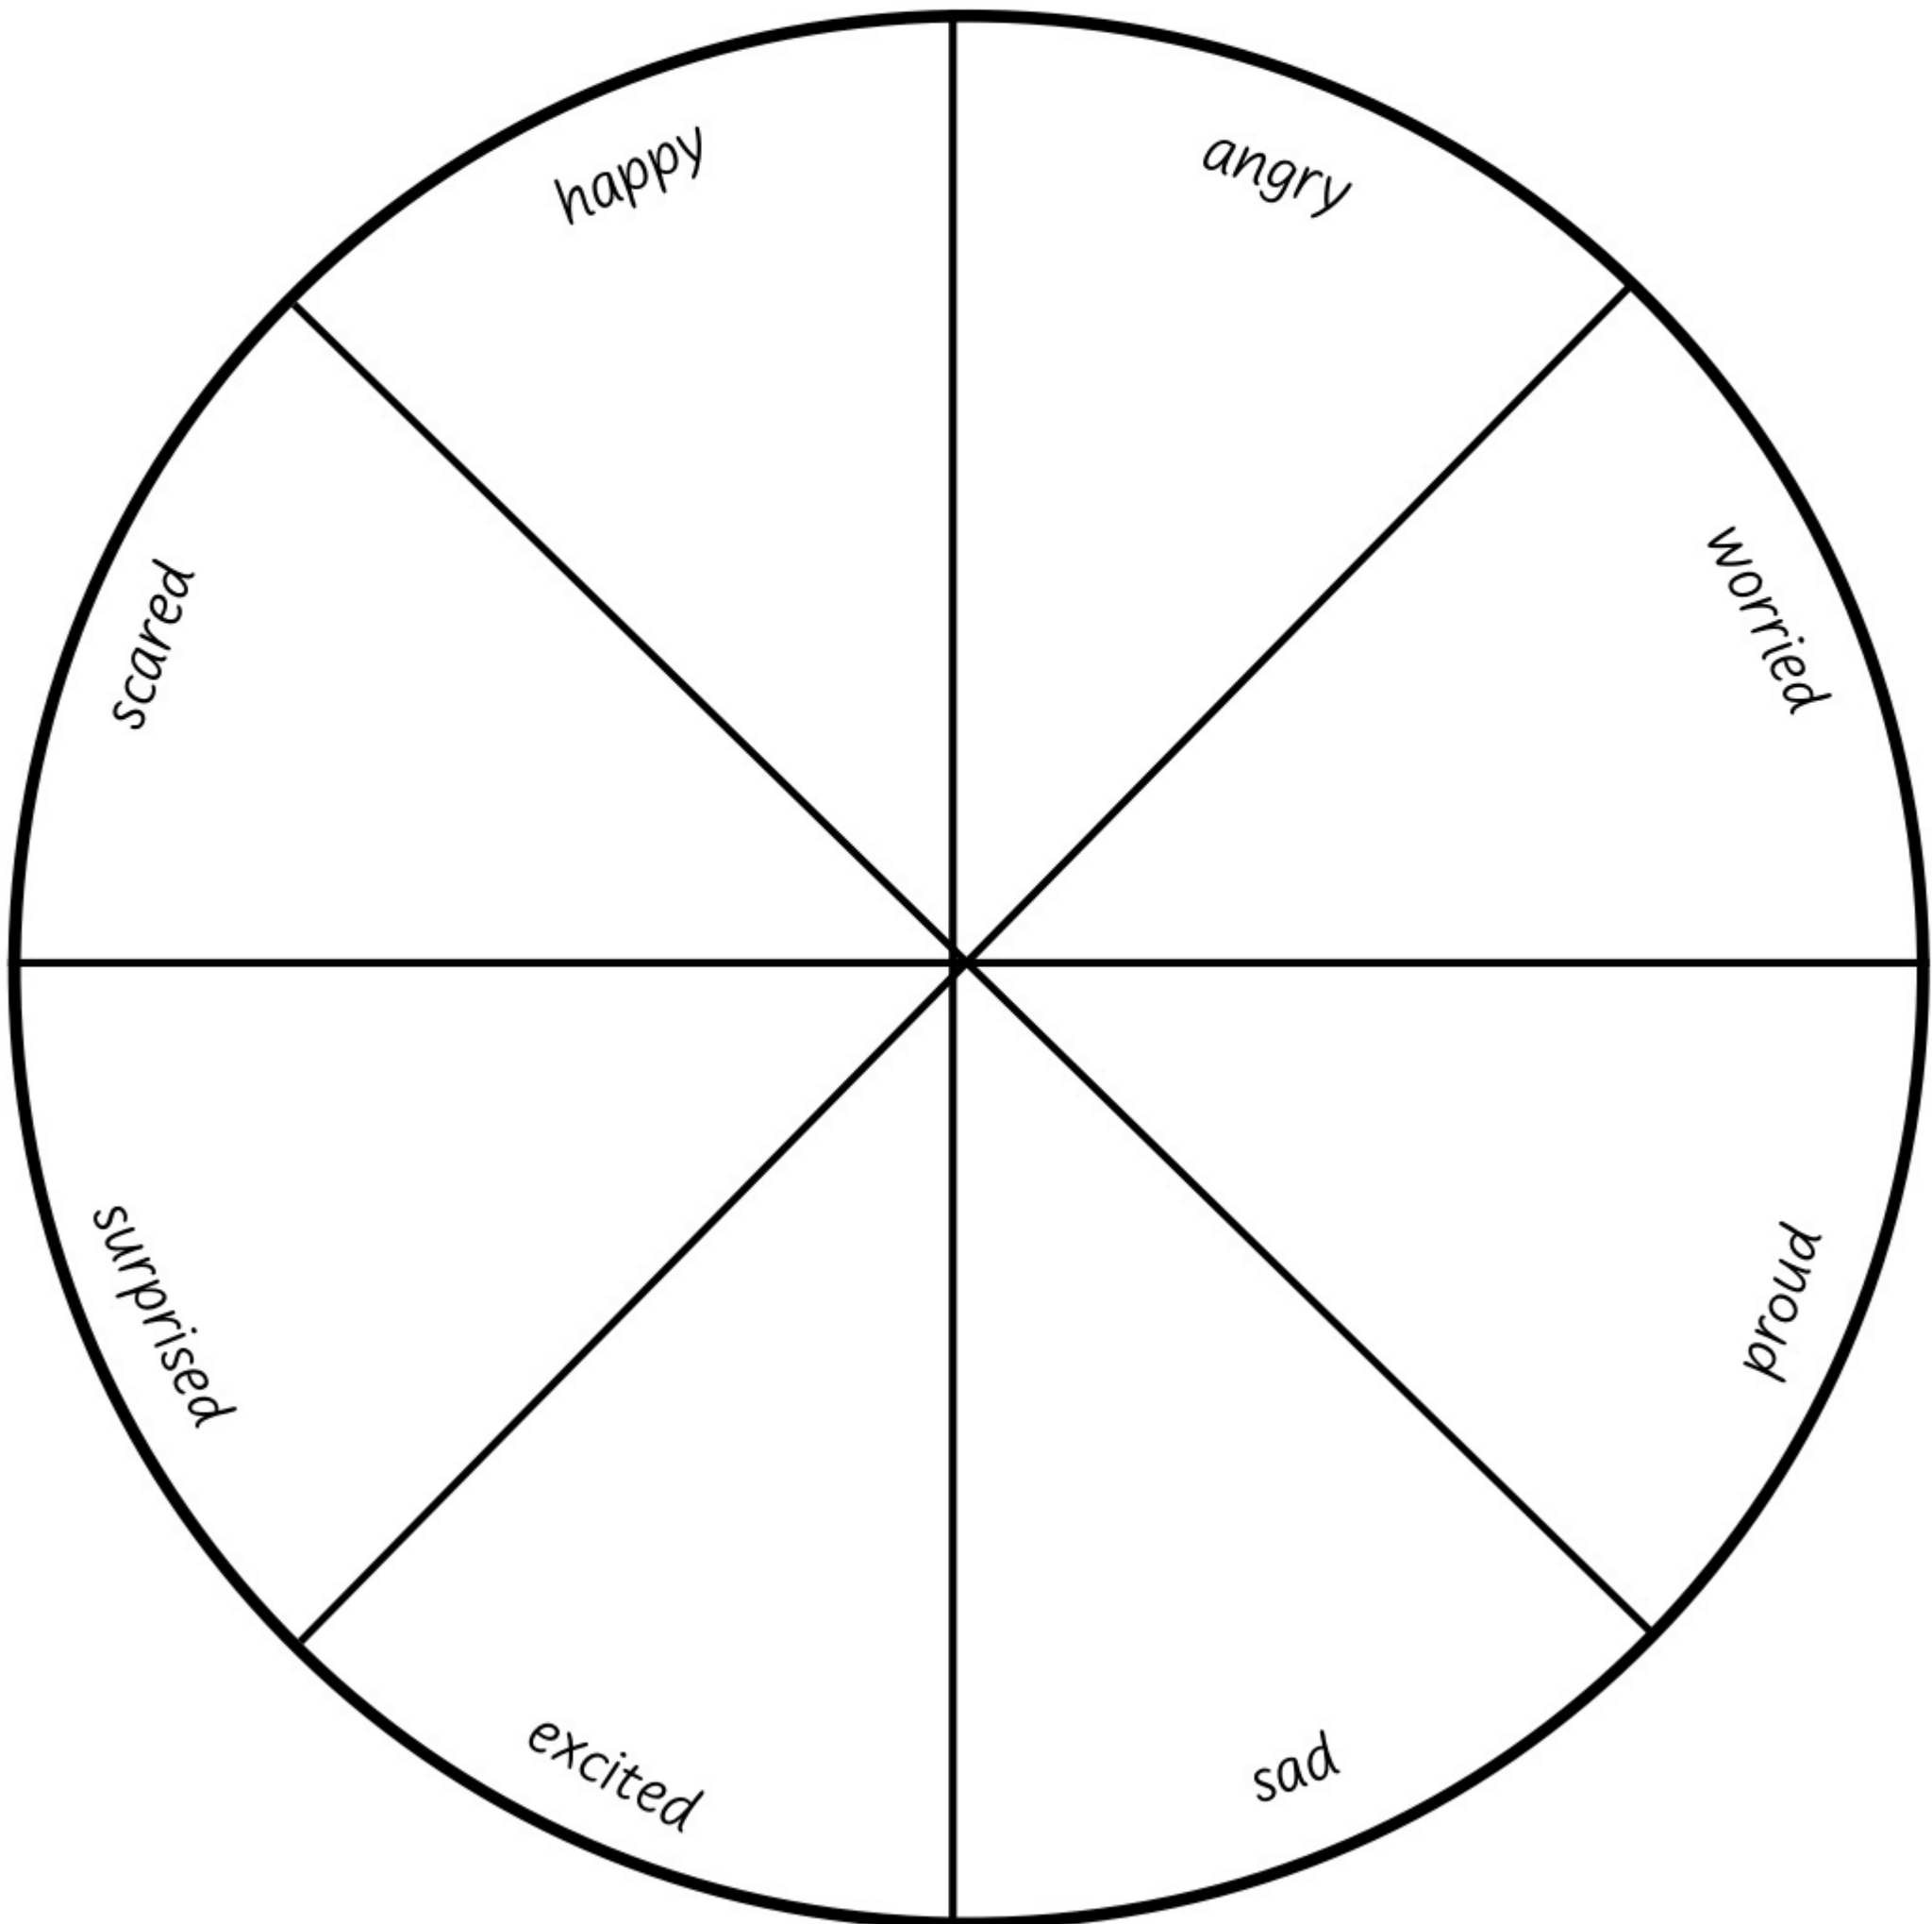 happy
angry
scared
worried
surprised
proud
excited
sad